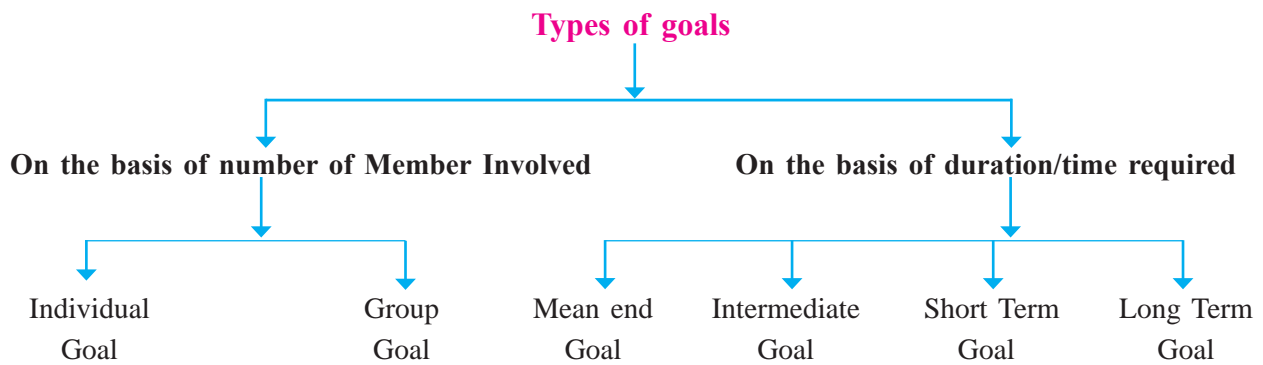 Types of goals
On the basis of number of Member Involved
On the basis of duration/time required
Individual
Goal
Group
Goal
Mean end
Goal
Intermediate
Goal
Short Term
Goal
Long Term
Goal